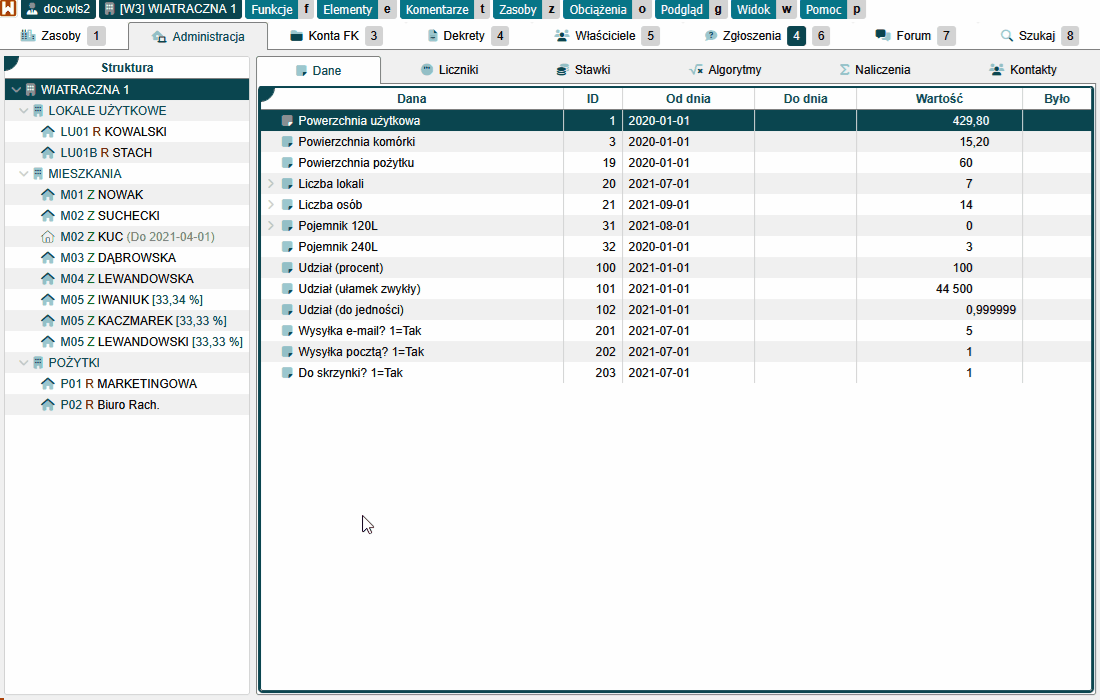 doc.wls2 [W3] WIATRACZNA 1 Funkcje f Elementy e Komentarze t Zasoby z Obciążenia o Podgląd g Widok w Pomoc p
Zasoby 1 Administracja Konta FK 3 Dekrety 4 Właściciele 5 Zgłoszenia 4 6 Forum 7 Szukaj 8
Struktura
WIATRACZNA 1
LOKALE UŻYTKOWE
LU01 R KOWALSKI
LU01B R STACH
MIESZKANIA
M01 Z NOWAK
M02 Z SUCHECKI
M02 Z KUC (Do 2021-04-01)
M03 Z DĄBROWSKA
M04 Z LEWANDOWSKA
M05 Z IWANIUK [33,34 %]
M05 Z KACZMAREK [33,33 %]
M05 Z LEWANDOWSKI [33,33 %]
POŻYTKI
P01 R MARKETINGOWA
P02 R Biuro Rach.
Dane Liczniki Stawki Algorytmy Naliczenia Kontakty
Dana ID Od dnia Do dnia Wartość Było
Powerzchnia użytkowa 1 2020-01-01 429,80
Powierzchnia komórki 3 2020-01-01 15,20
Powierzchnia pożytku 19 2020-01-01 60
Liczba lokali 20 2021-07-01 7
Liczba osób 21 2021-09-01 14
Pojemnik 120L 31 2021-08-01 0
Pojemnik 240L 32 2020-01-01 3
Udział (procent) 100 2021-01-01 100
Udział (ułamek zwykły) 101 2021-01-01 44 500
Udział (do jedności) 102 2021-01-01 0,999999
Wysyłka e-mail? 1=Tak 201 2021-07-01 5
Wysyłka pocztą? 1=Tak 202 2021-07-01 1
Do skrzynki? 1=Tak 203 2021-07-01 1